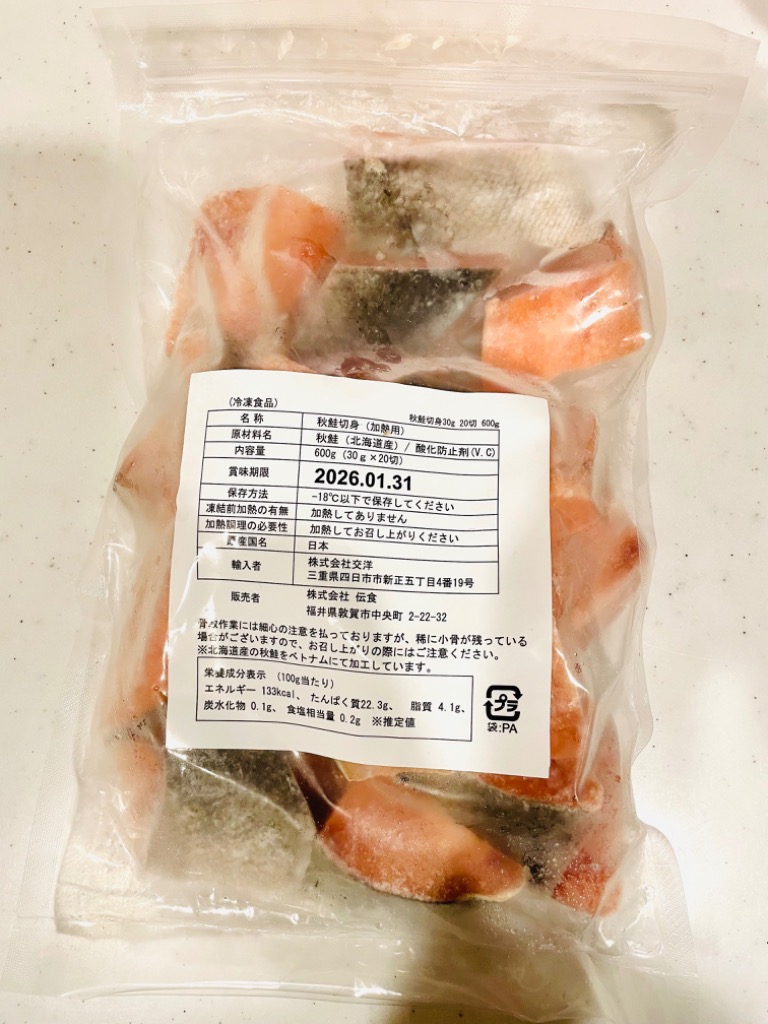 (冷凍食品)
秋鮭切身30g 20切 600g
名 称 秋鮭切身(加熱用)
原材料名 秋鮭(北海道産)/ 酸化防止剤(V.C)
内容量 600g(30g×20切)
賞味期限 2026.01.31
保存方法 -18℃以下で保存してください
凍結前加熱の有無 加熱してありません
加熱調理の必要性 加熱してお召し上がりください
原産国名 日本
輸入者 株式会社交洋
三重県四日市市新正五丁目4番19号
販売者 株式会社 伝食
福井県敦賀市中央町 2-22-32
骨取作業には細心の注意を払っておりますが、稀に小骨が残っている
場合がございますので、お召し上がりの際にはご注意ください。
※北海道産の秋鮭をベトナムにて加工しています。
栄養成分表示 (100g当たり)
エネルギー 133kcal、たんぱく質22.3g、 脂質 4.1g、
炭水化物 0.1g、食塩相当量 0.2g ※推定値
プラ
袋:PA